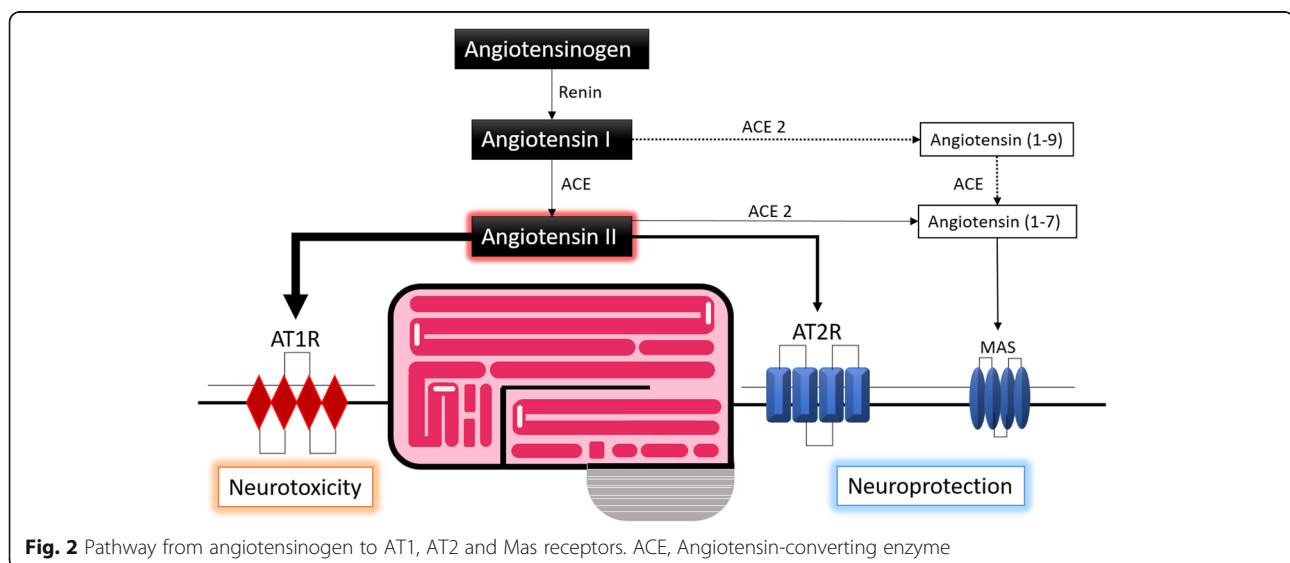 Angiotensinogen
Renin
Angiotensin I
ACE 2
Angiotensin (1-9)
ACE
ACE
Angiotensin II
ACE 2
Angiotensin (1-7)
AT1R
AT2R
MAS
Neurotoxicity
Neuroprotection
Fig. 2 Pathway from angiotensinogen to AT1, AT2 and Mas receptors. ACE, Angiotensin-converting enzyme